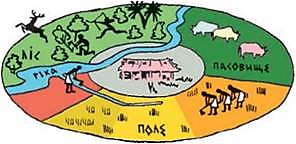 ліс
ріка
пасовище
поле